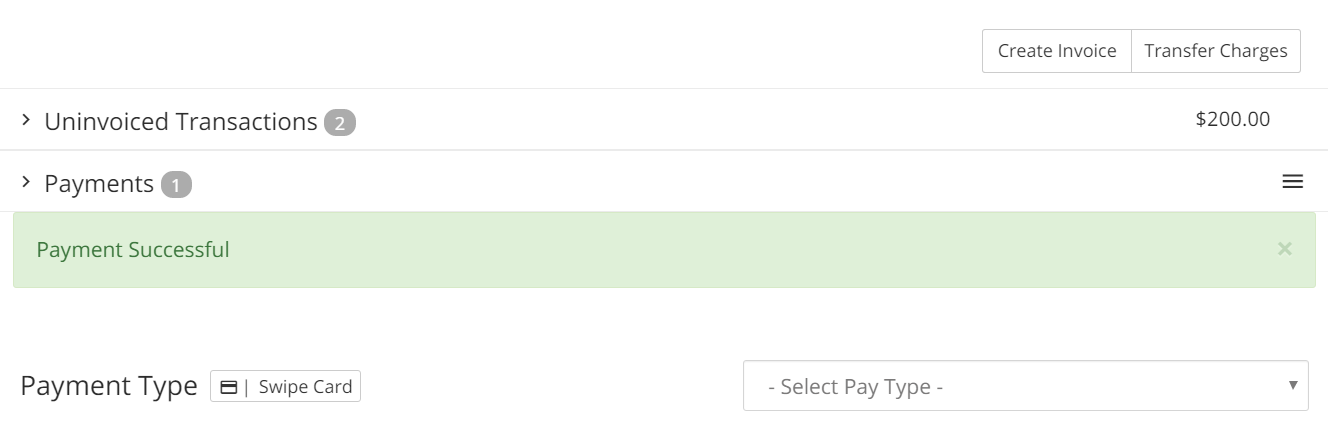 Create Invoice Transfer Charges
Uninvoiced Transactions 2 $200.00
Payments 1
Payment Successful ×
Payment Type | Swipe Card - Select Pay Type -